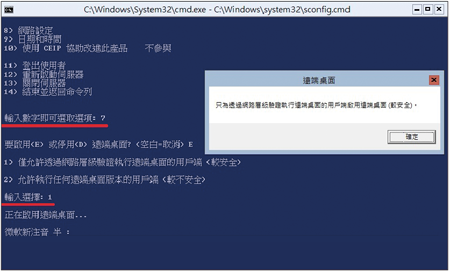 C:\Windows\System32\cmd.exe - C:\Windows\System32\sconfig.cmd
8) 網路設定
9) 日期和時間
10) 使用 CEIP 協助改進此產品 不參與
11) 登出使用者
12) 重新啟動伺服器
13) 關閉伺服器
14) 結束並返回命令列
輸入數字即可選取選項: 7
要啟用(E) 或停用(D) 遠端桌面? (空白=取消) E
1) 僅允許透過網路層級驗證執行遠端桌面的用戶端 (較安全)
2) 允許執行任何遠端桌面版本的用戶端 (較不安全)
輸入選擇: 1
正在啟用遠端桌面...
微軟新注音 半 :
遠端桌面
只為透過網路層級驗證執行遠端桌面的用戶端啟用遠端桌面 (較安全)。
確定